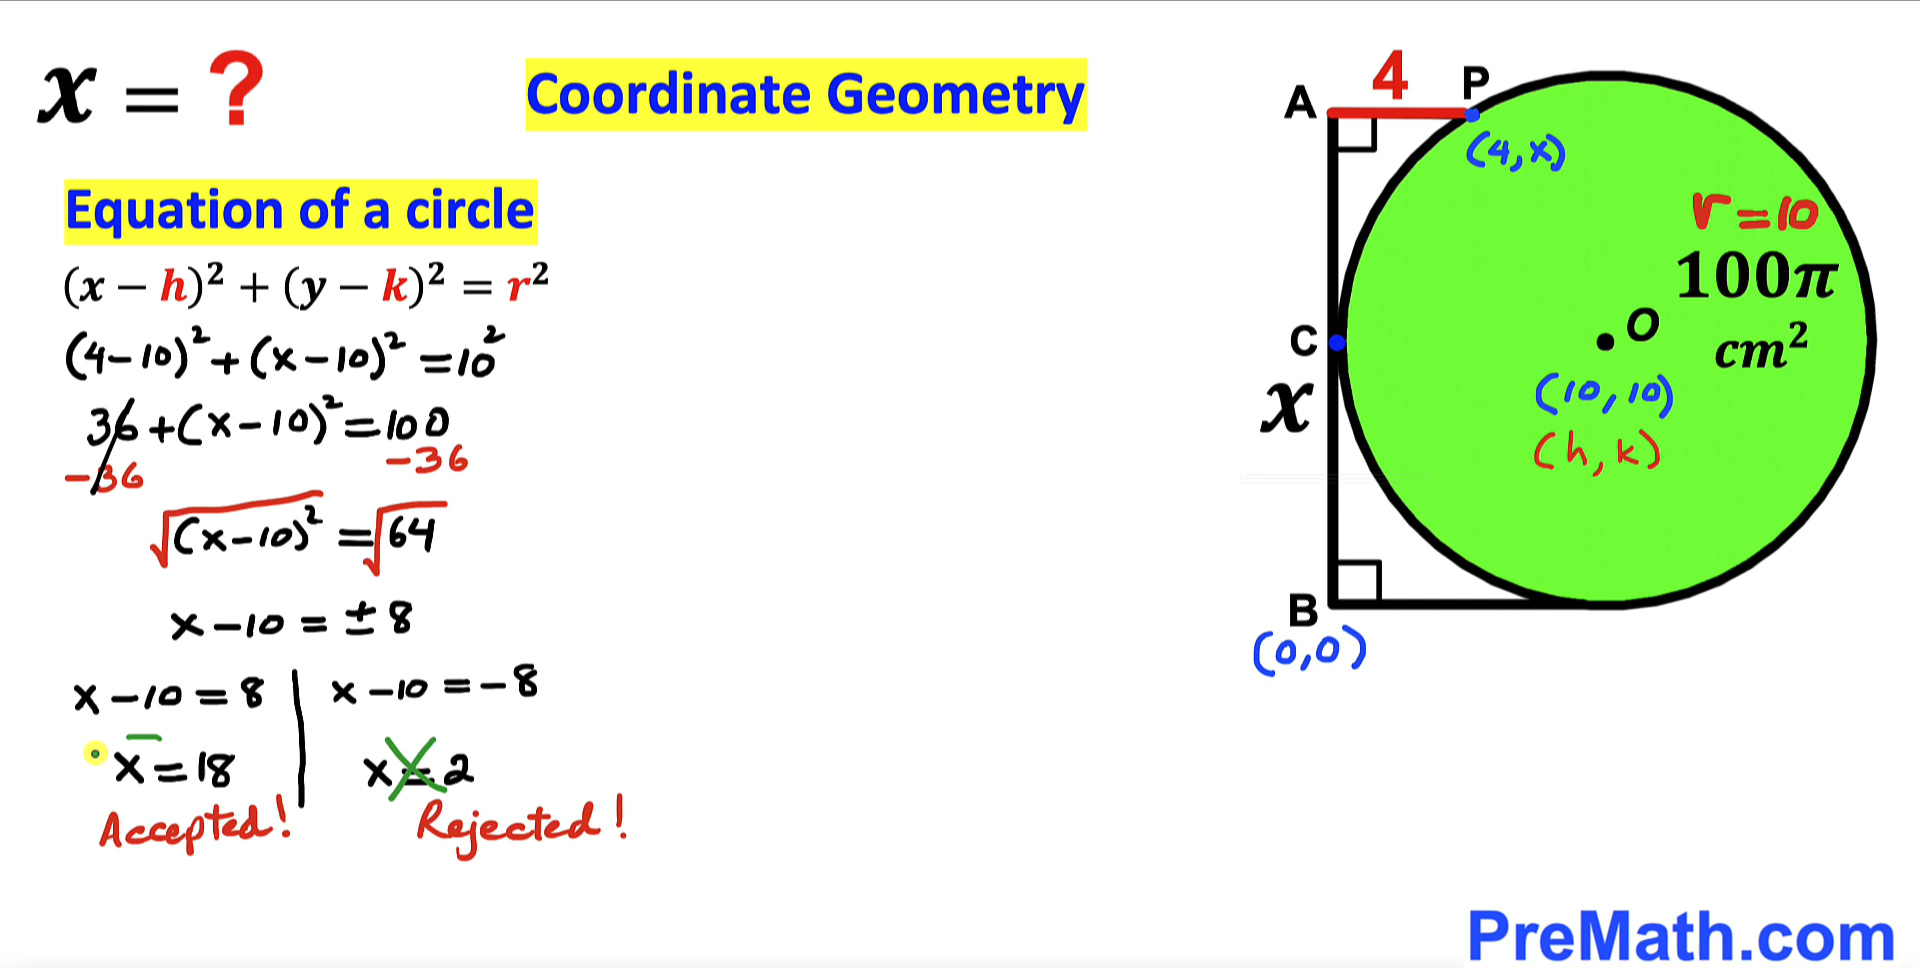 x = ?
Coordinate Geometry
Equation of a circle
(x − h)² + (y − k)² = r²
(4−10)² + (x−10)² = 10²
36 + (x−10)² = 100
−36 −36
√(x−10)² = √64
x−10 = ±8
x−10 = 8 | x−10 = −8
x = 18 x = 2
Accepted! Rejected!
4
A P
(4,x)
r=10
100π
cm²
C O
x
(10,10)
(h,k)
B
(0,0)
PreMath.com